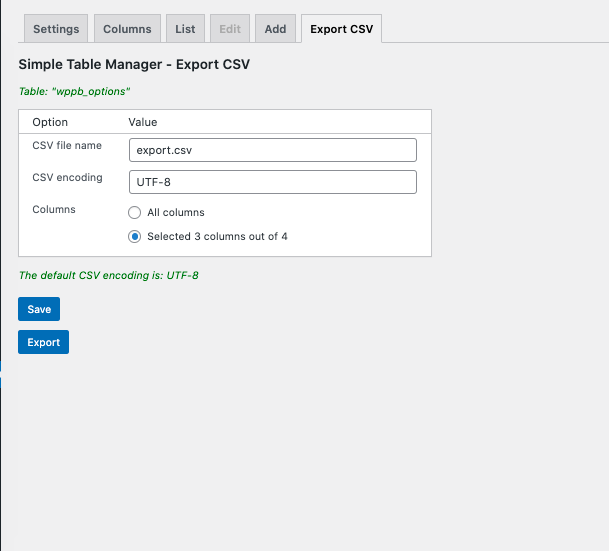 Settings Columns List Edit Add Export CSV
Simple Table Manager - Export CSV
Table: "wppb_options"
Option Value
CSV file name export.csv
CSV encoding UTF-8
Columns All columns
Selected 3 columns out of 4
The default CSV encoding is: UTF-8
Save
Export